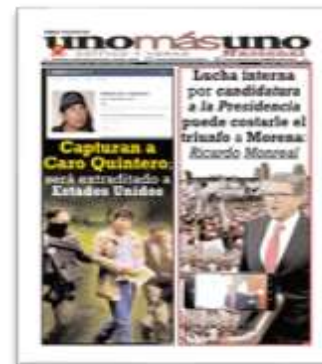 unomásuno
Capturan a
Caro Quintero;
será extraditado a
Estados Unidos
Lucha interna
por candidatura
a la Presidencia
puede costarle el
triunfo a Morena:
Ricardo Monreal